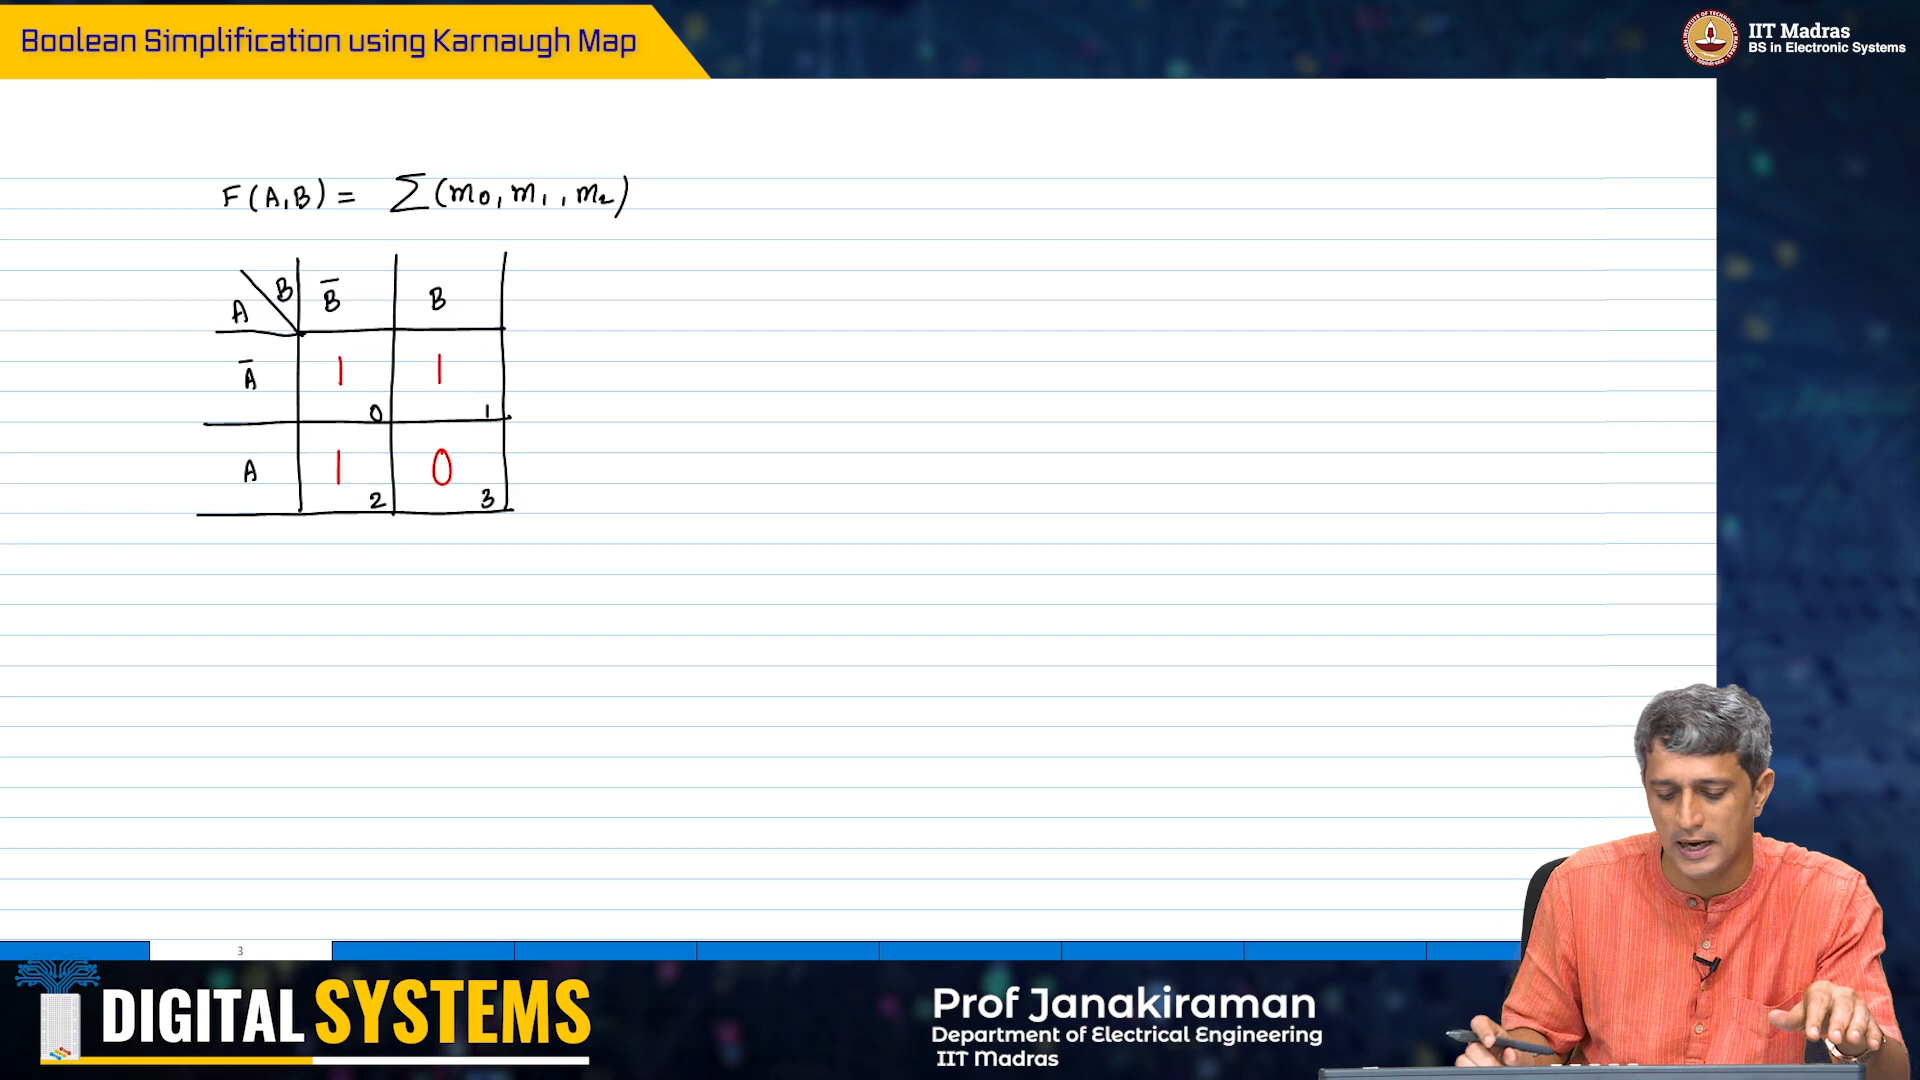 Boolean Simplification using Karnaugh Map
IIT Madras
BS in Electronic Systems
F(A,B) = ∑(m₀, m₁, m₂)
A B B̅ B
A̅ 1 0 1 1
A 1 2 0 3
3
DIGITAL SYSTEMS
Prof Janakiraman
Department of Electrical Engineering
IIT Madras